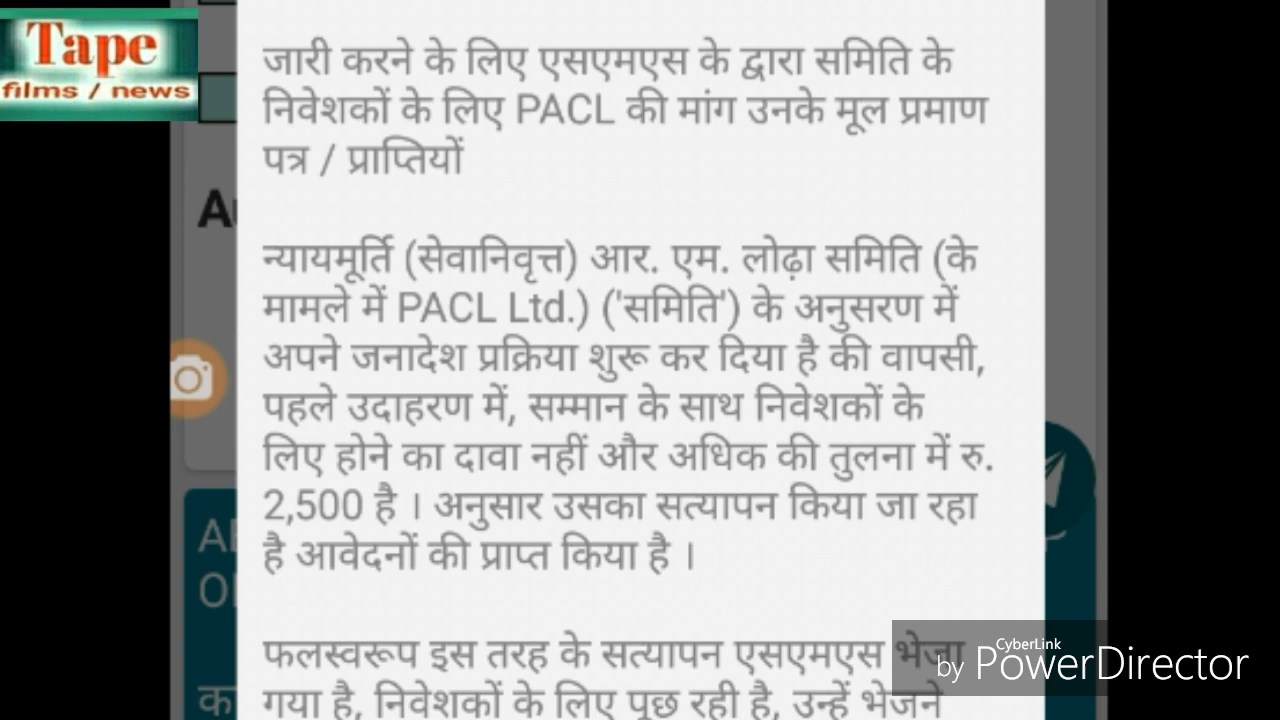 Tape
films / news
जारी करने के लिए एसएमएस के द्वारा समिति के
निवेशकों के लिए PACL की मांग उनके मूल प्रमाण
पत्र / प्राप्तियों
न्यायमूर्ति (सेवानिवृत्त) आर. एम. लोढ़ा समिति (के
मामले में PACL Ltd.) ('समिति') के अनुसरण में
अपने जनादेश प्रक्रिया शुरू कर दिया है की वापसी,
पहले उदाहरण में, सम्मान के साथ निवेशकों के
लिए होने का दावा नहीं और अधिक की तुलना में रु.
2,500 है । अनुसार उसका सत्यापन किया जा रहा
है आवेदनों की प्राप्त किया है ।
फलस्वरूप इस तरह के सत्यापन एसएमएस भेजा
गया है, निवेशकों के लिए पूछ रही है, उन्हें भेजने
CyberLink
by PowerDirector